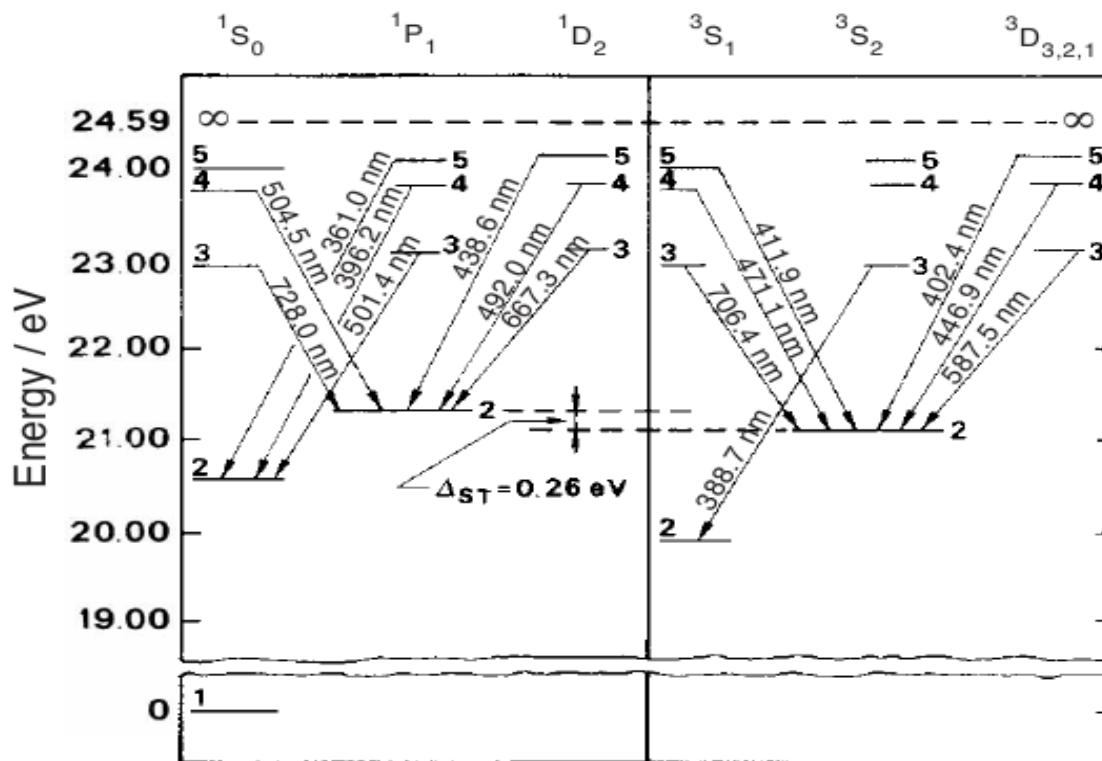 ¹S₀ ¹P₁ ¹D₂ ³S₁ ³S₂ ³D₃,₂,₁
24.59 ∞ ∞
5 5 5 5 5 5
24.00
4 4 4 4 4 4
3 3 3 3 3 3
23.00
22.00
21.00
20.00
19.00
0
Energy / eV
728.0 nm
504.5 nm
361.0 nm
396.2 nm
501.4 nm
438.6 nm
492.0 nm
667.3 nm
706.4 nm
471.1 nm
411.9 nm
388.7 nm
402.4 nm
446.9 nm
587.5 nm
2 2
2
Δ_ST = 0.26 eV
2
1